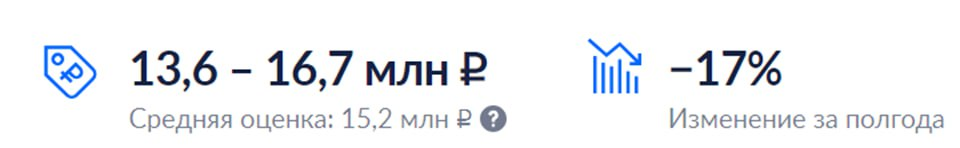 13,6 – 16,7 млн ₽
Средняя оценка: 15,2 млн ₽ ?
–17%
Изменение за полгода